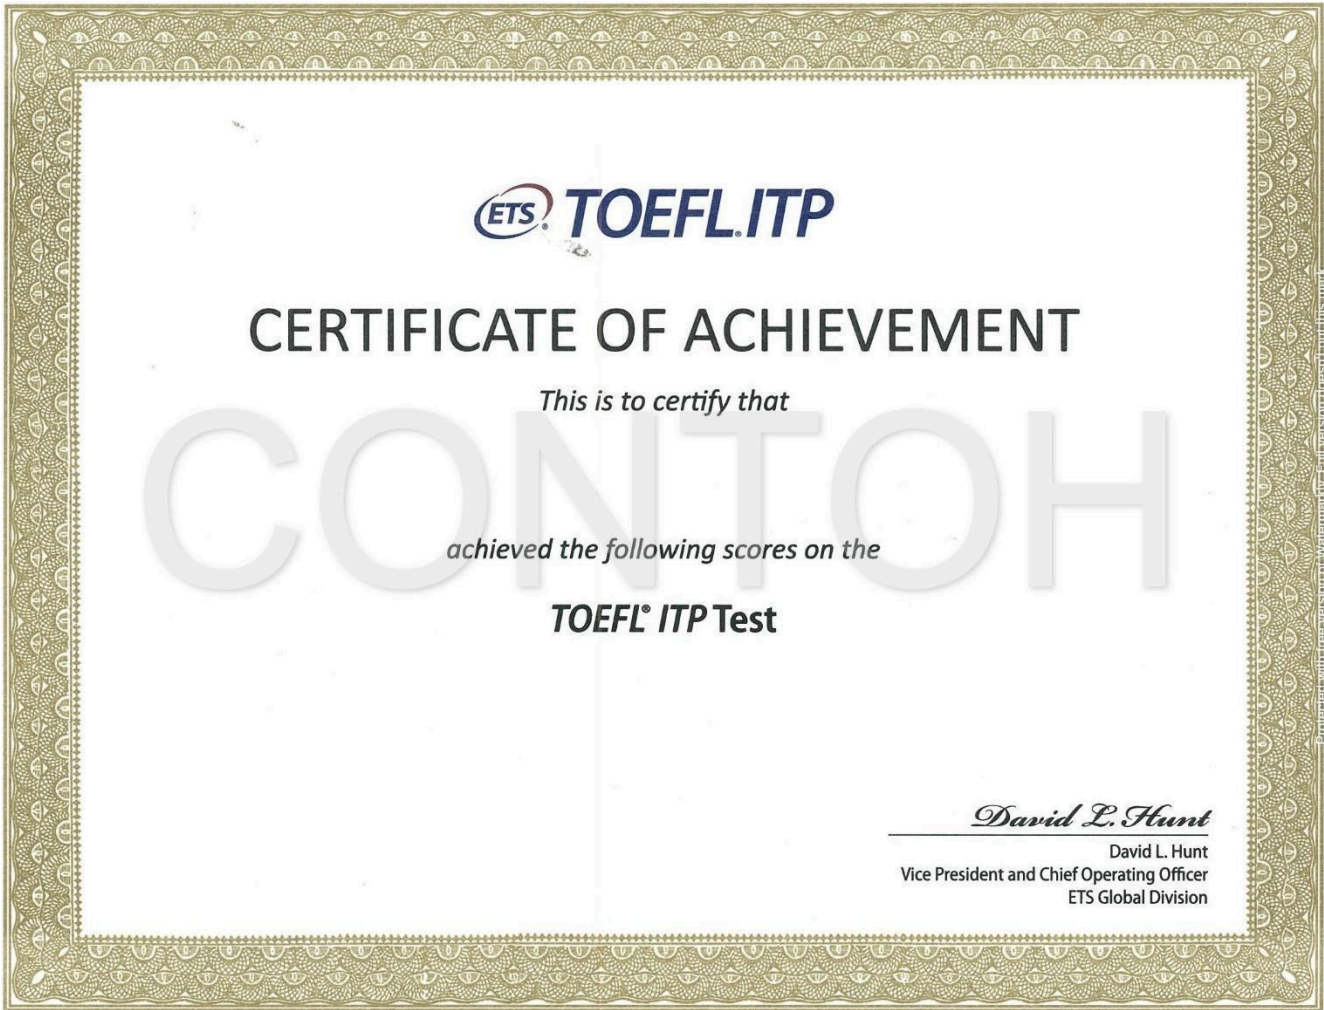 ETS® TOEFL.ITP
CERTIFICATE OF ACHIEVEMENT
This is to certify that
CONTOH
achieved the following scores on the
TOEFL® ITP Test
David L. Hunt
David L. Hunt
Vice President and Chief Operating Officer
ETS Global Division